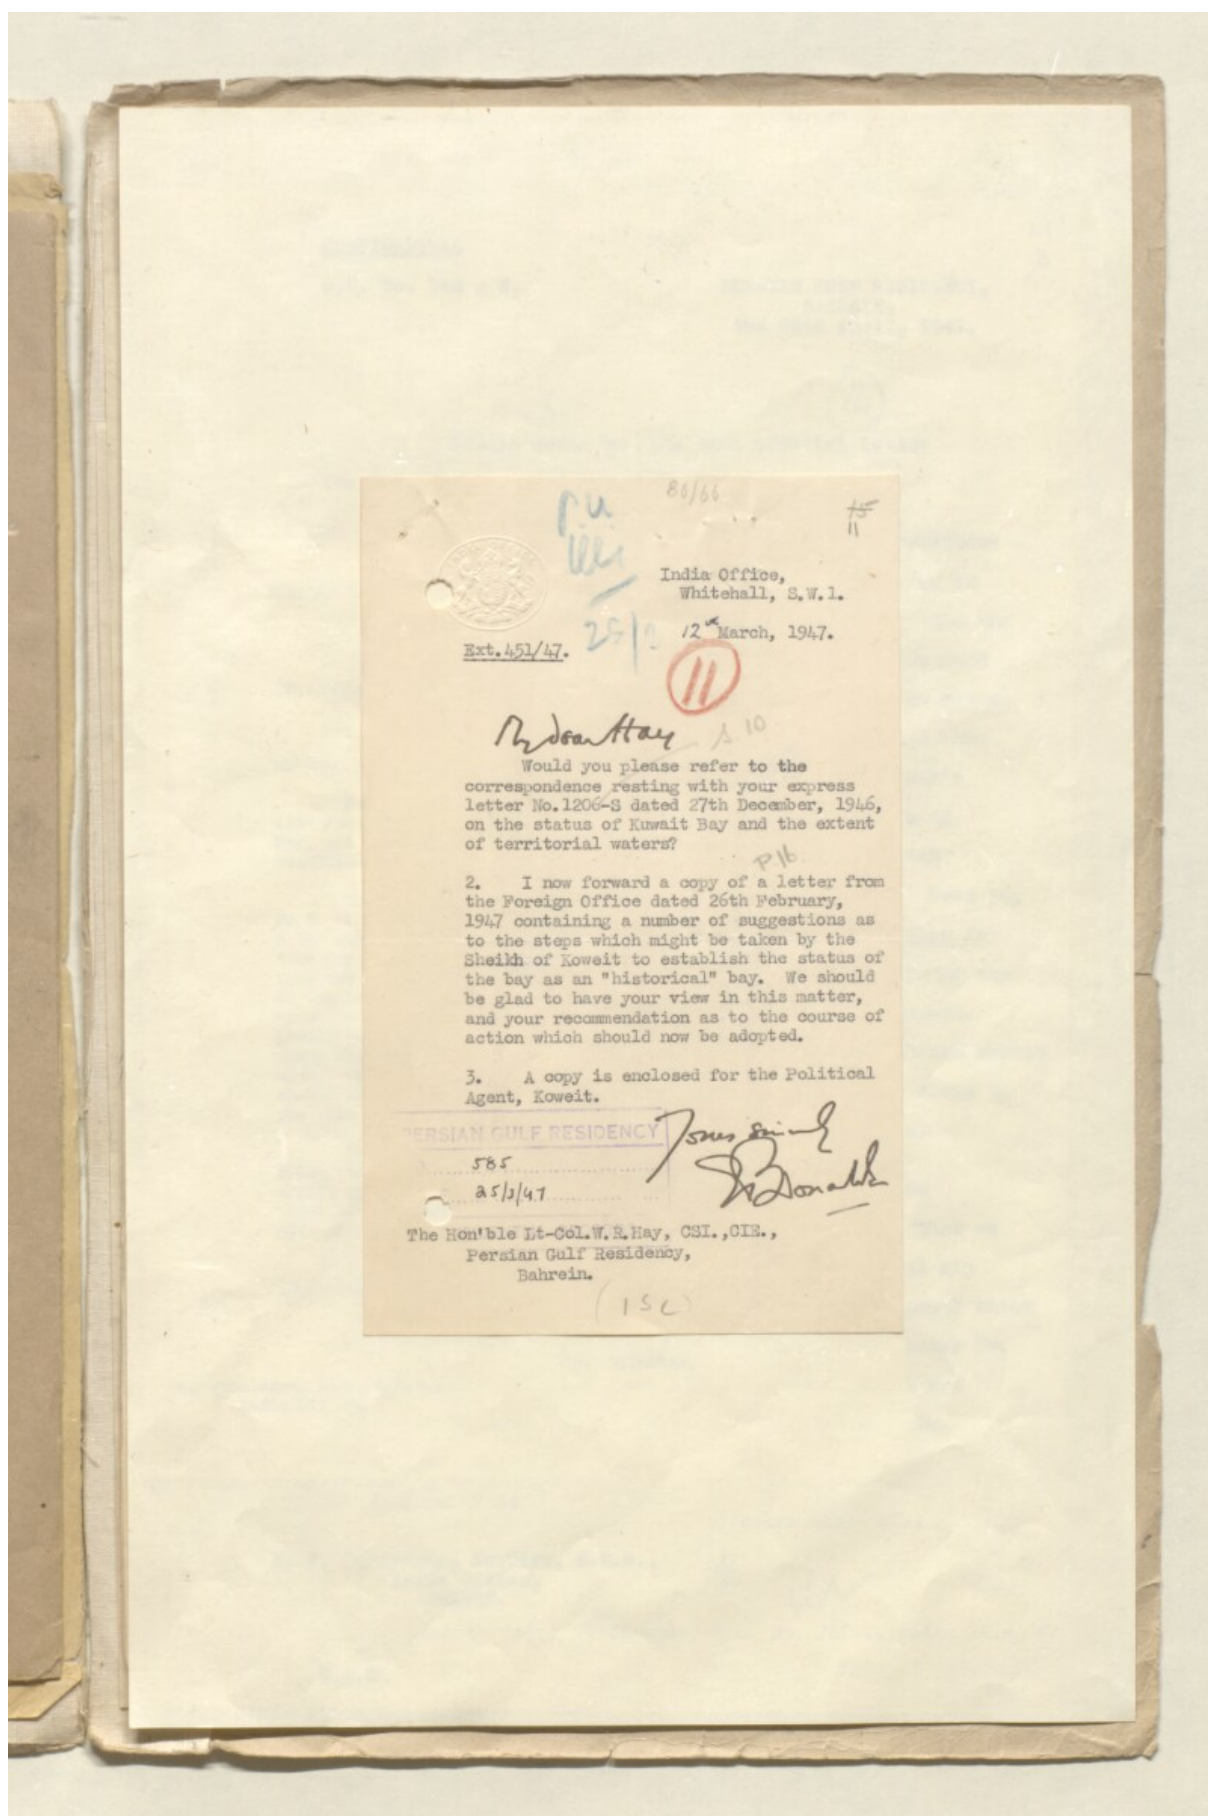 86/66
15
11
India Office,
Whitehall, S.W.1.
12th March, 1947.
Ext.451/47.
25/3
11
My dear Hay
S 10
Would you please refer to the
correspondence resting with your express
letter No.1206-S dated 27th December, 1946,
on the status of Kuwait Bay and the extent
of territorial waters?
P 16
2. I now forward a copy of a letter from
the Foreign Office dated 26th February,
1947 containing a number of suggestions as
to the steps which might be taken by the
Sheikh of Koweit to establish the status of
the bay as an "historical" bay. We should
be glad to have your view in this matter,
and your recommendation as to the course of
action which should now be adopted.
3. A copy is enclosed for the Political
Agent, Koweit.
PERSIAN GULF RESIDENCY
Yours sincerely
585
25/3/47
Donaldson
The Hon'ble Lt-Col.W.R.Hay, CSI.,CIE.,
Persian Gulf Residency,
Bahrein.